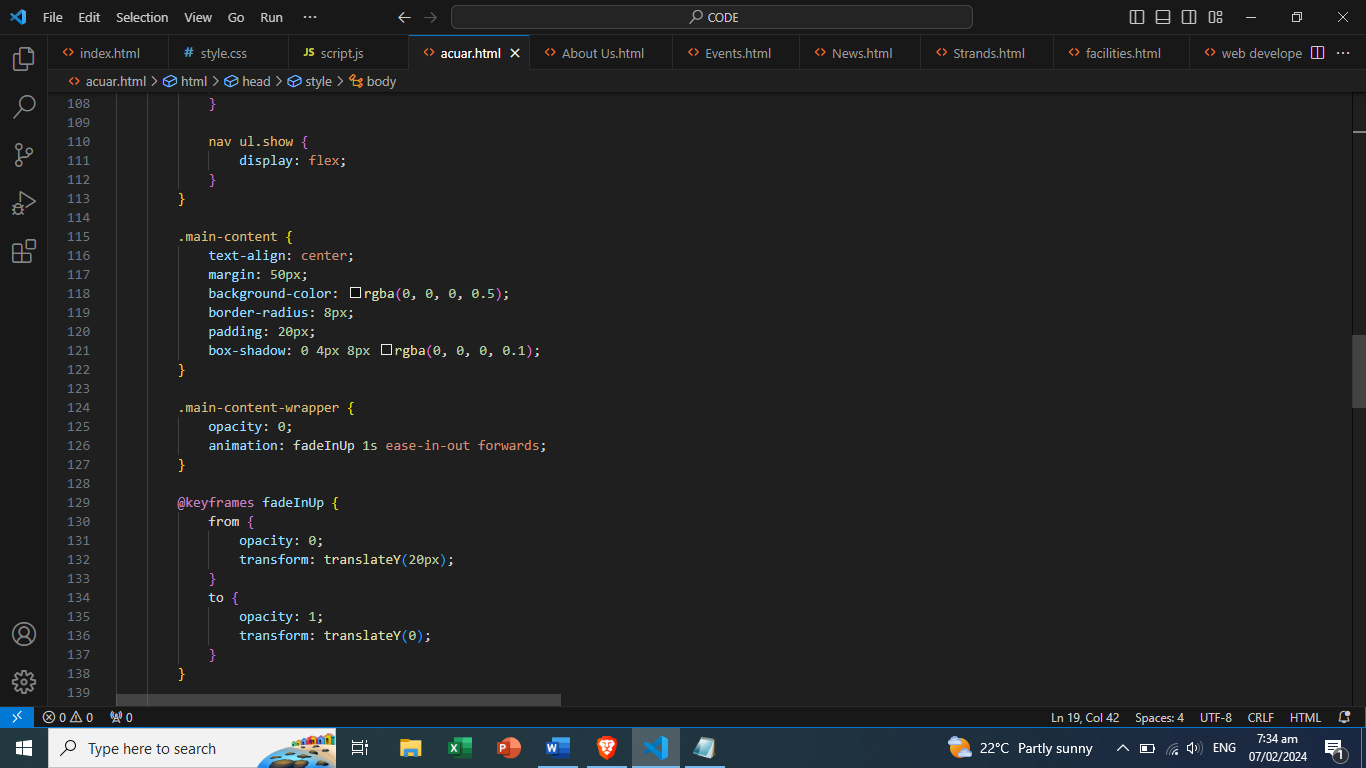 File Edit Selection View Go Run ··· CODE
index.html # style.css JS script.js acuar.html About Us.html Events.html News.html Strands.html facilities.html web develope ···
acuar.html > html > head > style > body
108 }
109
110 nav ul.show {
111 display: flex;
112 }
113 }
114
115 .main-content {
116 text-align: center;
117 margin: 50px;
118 background-color: rgba(0, 0, 0, 0.5);
119 border-radius: 8px;
120 padding: 20px;
121 box-shadow: 0 4px 8px rgba(0, 0, 0, 0.1);
122 }
123
124 .main-content-wrapper {
125 opacity: 0;
126 animation: fadeInUp 1s ease-in-out forwards;
127 }
128
129 @keyframes fadeInUp {
130 from {
131 opacity: 0;
132 transform: translateY(20px);
133 }
134 to {
135 opacity: 1;
136 transform: translateY(0);
137 }
138 }
139
0 0 0 Ln 19, Col 42 Spaces: 4 UTF-8 CRLF HTML
Type here to search 22°C Partly sunny ENG 7:34 am
07/02/2024 1